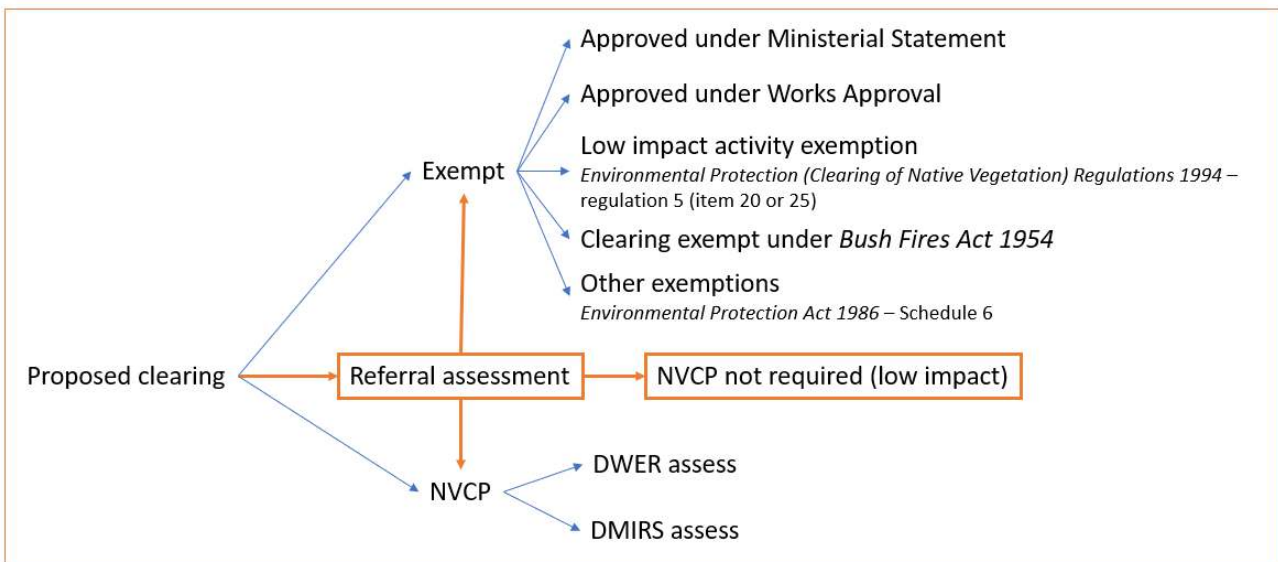 Approved under Ministerial Statement
Approved under Works Approval
Low impact activity exemption
Environmental Protection (Clearing of Native Vegetation) Regulations 1994 –
regulation 5 (item 20 or 25)
Exempt
Clearing exempt under Bush Fires Act 1954
Other exemptions
Environmental Protection Act 1986 – Schedule 6
Proposed clearing
Referral assessment
NVCP not required (low impact)
NVCP
DWER assess
DMIRS assess